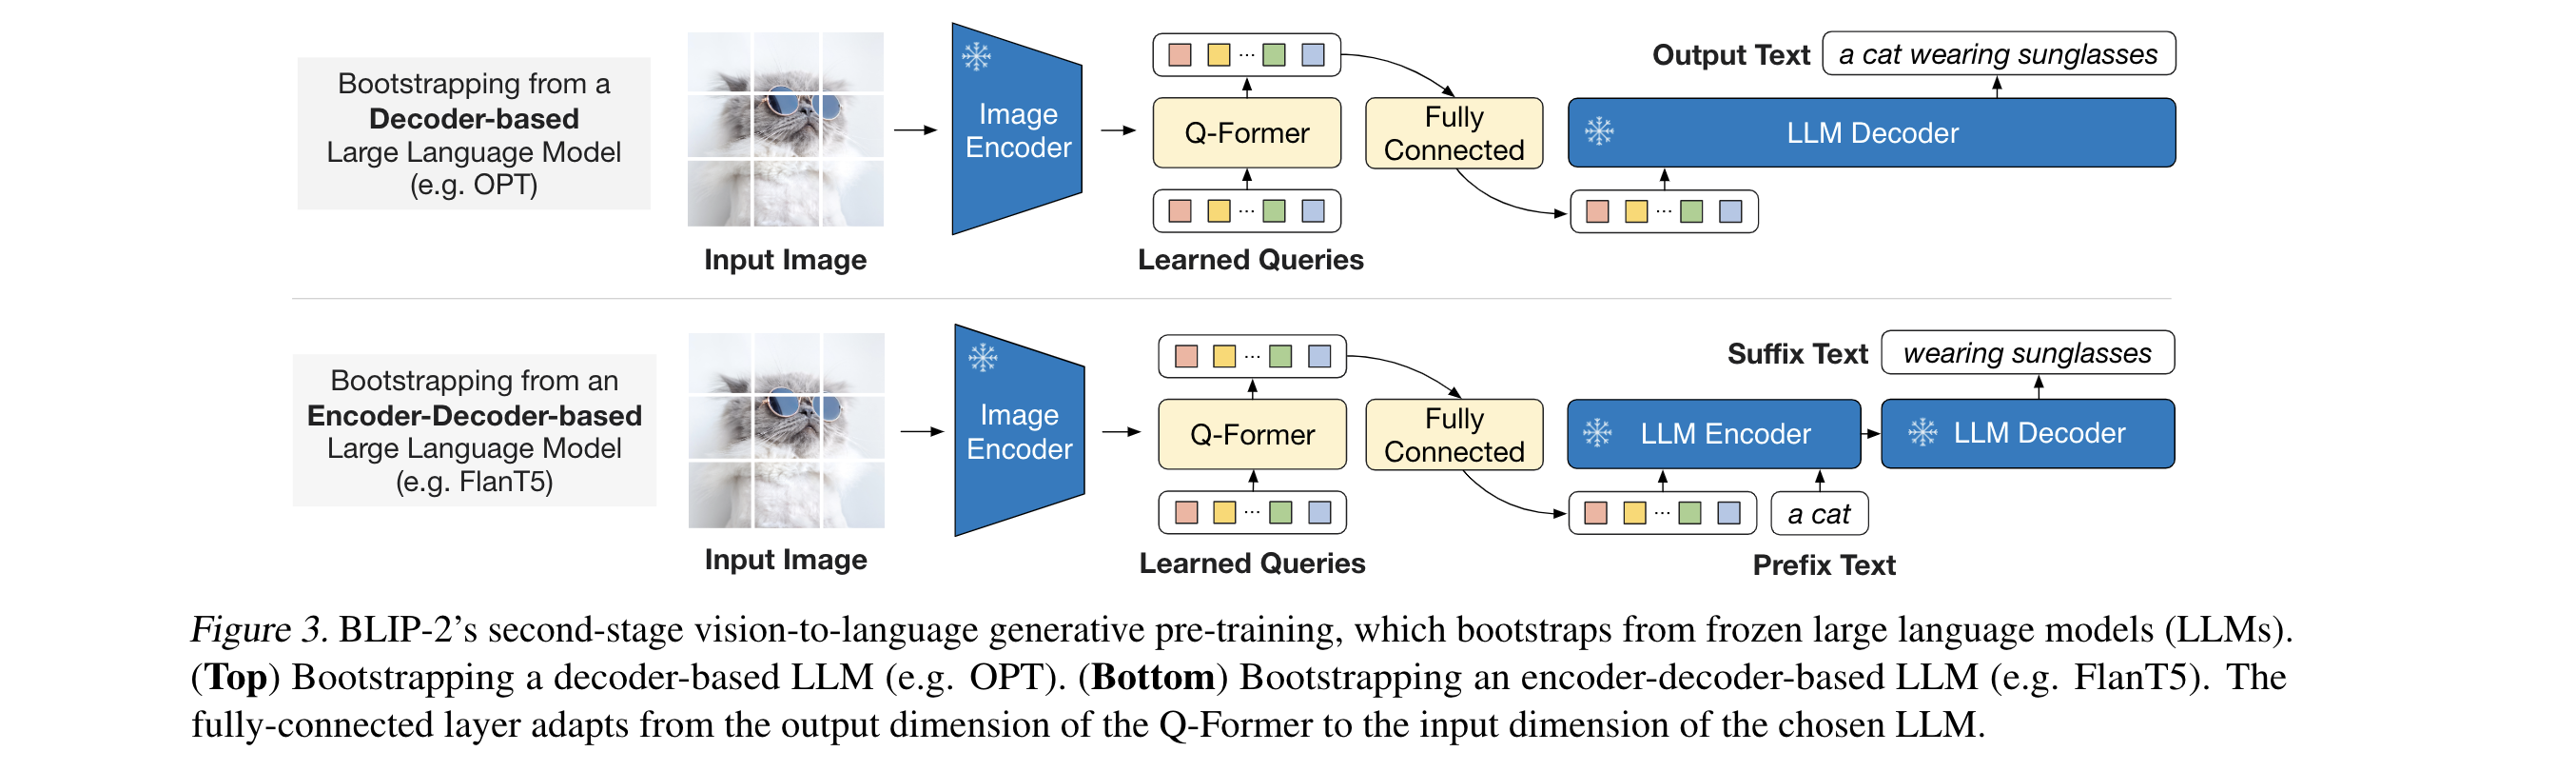 Bootstrapping from a
Decoder-based
Large Language Model
(e.g. OPT)
Input Image
Image
Encoder
...
Q-Former
...
Learned Queries
Fully
Connected
Output Text
a cat wearing sunglasses
LLM Decoder
...
Bootstrapping from an
Encoder-Decoder-based
Large Language Model
(e.g. FlanT5)
Input Image
Image
Encoder
...
Q-Former
...
Learned Queries
Fully
Connected
Suffix Text
wearing sunglasses
LLM Encoder
LLM Decoder
...
a cat
Prefix Text
Figure 3. BLIP-2’s second-stage vision-to-language generative pre-training, which bootstraps from frozen large language models (LLMs).
(Top) Bootstrapping a decoder-based LLM (e.g. OPT). (Bottom) Bootstrapping an encoder-decoder-based LLM (e.g. FlanT5). The
fully-connected layer adapts from the output dimension of the Q-Former to the input dimension of the chosen LLM.